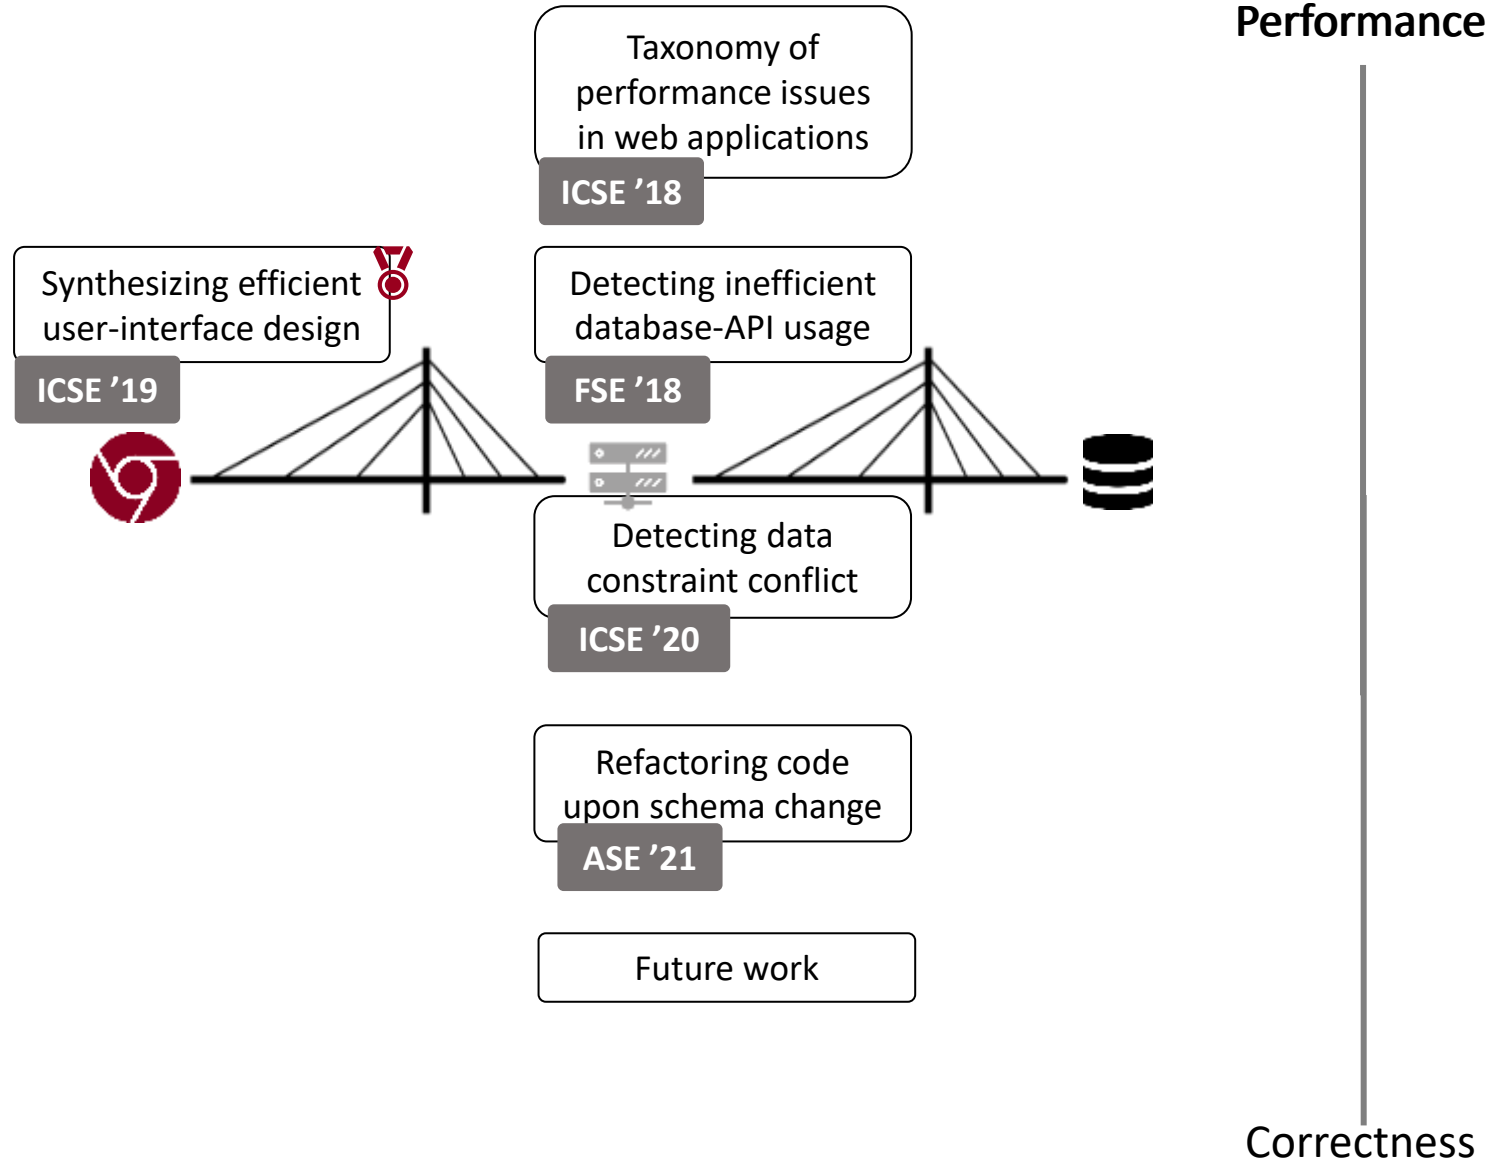 Performance
Taxonomy of
performance issues
in web applications
ICSE ’18
Synthesizing efficient
user-interface design
ICSE ’19
Detecting inefficient
database-API usage
FSE ’18
Detecting data
constraint conflict
ICSE ’20
Refactoring code
upon schema change
ASE ’21
Future work
Correctness